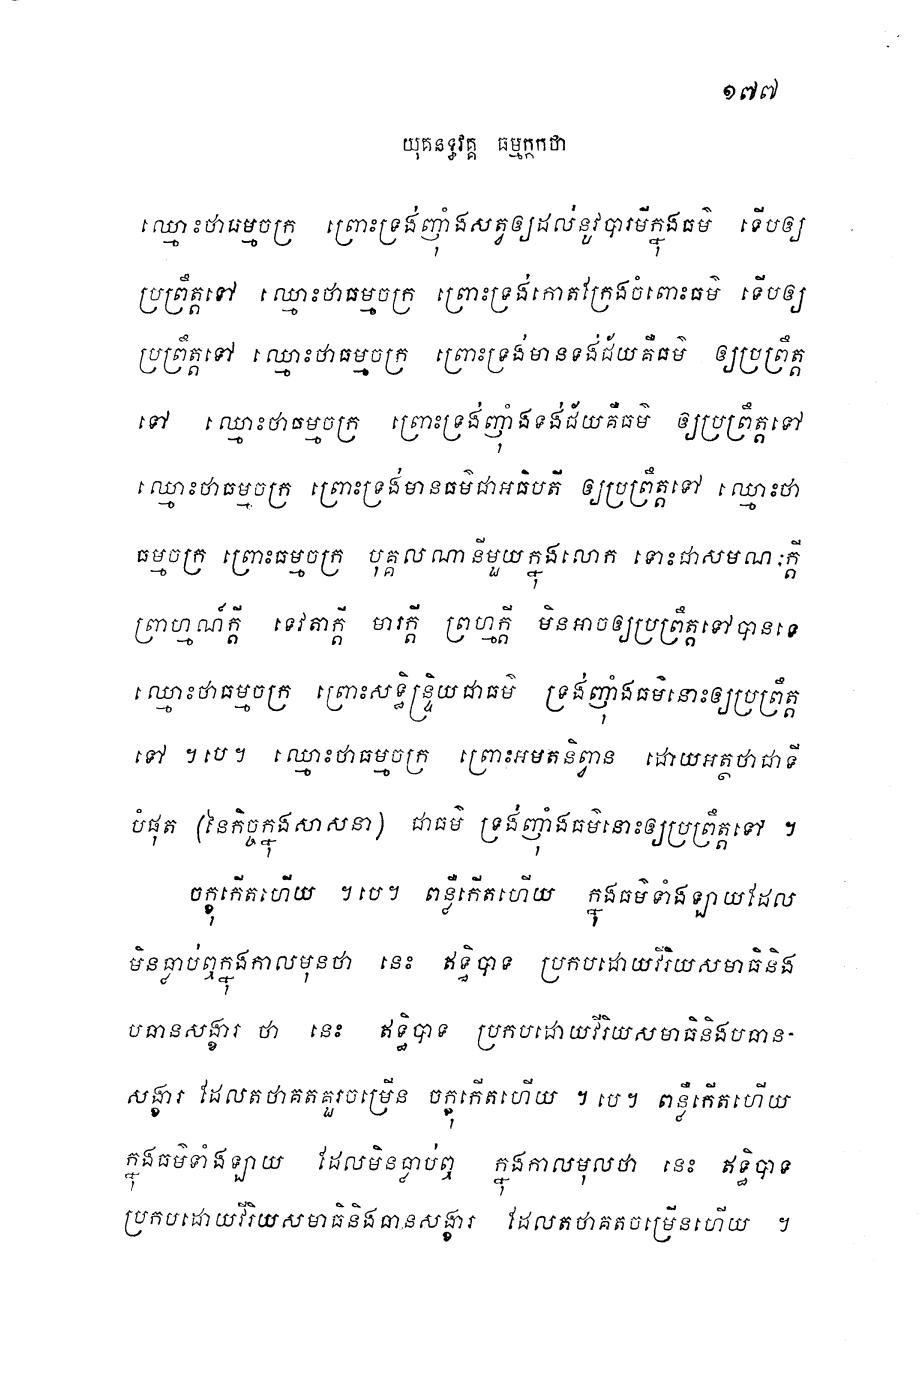 ១៧៧
យុគនទ្ធវគ្គ ធម្មចក្កកថា
ឈ្មោះថាធម្មចក្រ ព្រោះទ្រង់ញ៉ាំងសត្វឲ្យដល់នូវបារមីក្នុងធម៌ ទើបឲ្យ
ប្រព្រឹត្តទៅ ឈ្មោះថាធម្មចក្រ ព្រោះទ្រង់កោតក្រែងចំពោះធម៌ ទើបឲ្យ
ប្រព្រឹត្តទៅ ឈ្មោះថាធម្មចក្រ ព្រោះទ្រង់មានទង់ជ័យគឺធម៌ ឲ្យប្រព្រឹត្ត
ទៅ ឈ្មោះថាធម្មចក្រ ព្រោះទ្រង់ញ៉ាំងទង់ជ័យគឺធម៌ ឲ្យប្រព្រឹត្តទៅ
ឈ្មោះថាធម្មចក្រ ព្រោះទ្រង់មានធម៌ជាអធិបតី ឲ្យប្រព្រឹត្តទៅ ឈ្មោះថា
ធម្មចក្រ ព្រោះធម្មចក្រ បុគ្គលណានីមួយក្នុងលោក ទោះជាសមណៈក្តី
ព្រាហ្មណ៍ក្តី ទេវតាក្តី មារក្តី ព្រហ្មក្តី មិនអាចឲ្យប្រព្រឹត្តទៅបានទេ
ឈ្មោះថាធម្មចក្រ ព្រោះសទ្ធិន្ទ្រិយជាធម៌ ទ្រង់ញ៉ាំងធម៌នោះឲ្យប្រព្រឹត្ត
ទៅ ។បេ។ ឈ្មោះថាធម្មចក្រ ព្រោះអមតនិព្វាន ដោយអត្ថថាជាទី
បំផុត (នៃកិច្ចក្នុងសាសនា) ជាធម៌ ទ្រង់ញ៉ាំងធម៌នោះឲ្យប្រព្រឹត្តទៅ ។
ចក្ខុកើតហើយ ។បេ។ ពន្លឺកើតហើយ ក្នុងធម៌ទាំងឡាយដែល
មិនធ្លាប់ឮក្នុងកាលមុនថា នេះ ឥទ្ធិបាទ ប្រកបដោយវីរិយសមាធិនិង
បធានសង្ខារ ថា នេះ ឥទ្ធិបាទ ប្រកបដោយវីរិយសមាធិនិងបធាន-
សង្ខារ ដែលតថាគតគួរចម្រើន ចក្ខុកើតហើយ ។បេ។ ពន្លឺកើតហើយ
ក្នុងធម៌ទាំងឡាយ ដែលមិនធ្លាប់ឮ ក្នុងកាលមុលថា នេះ ឥទ្ធិបាទ
ប្រកបដោយវីរិយសមាធិនិងធានសង្ខារ ដែលតថាគតចម្រើនហើយ ។